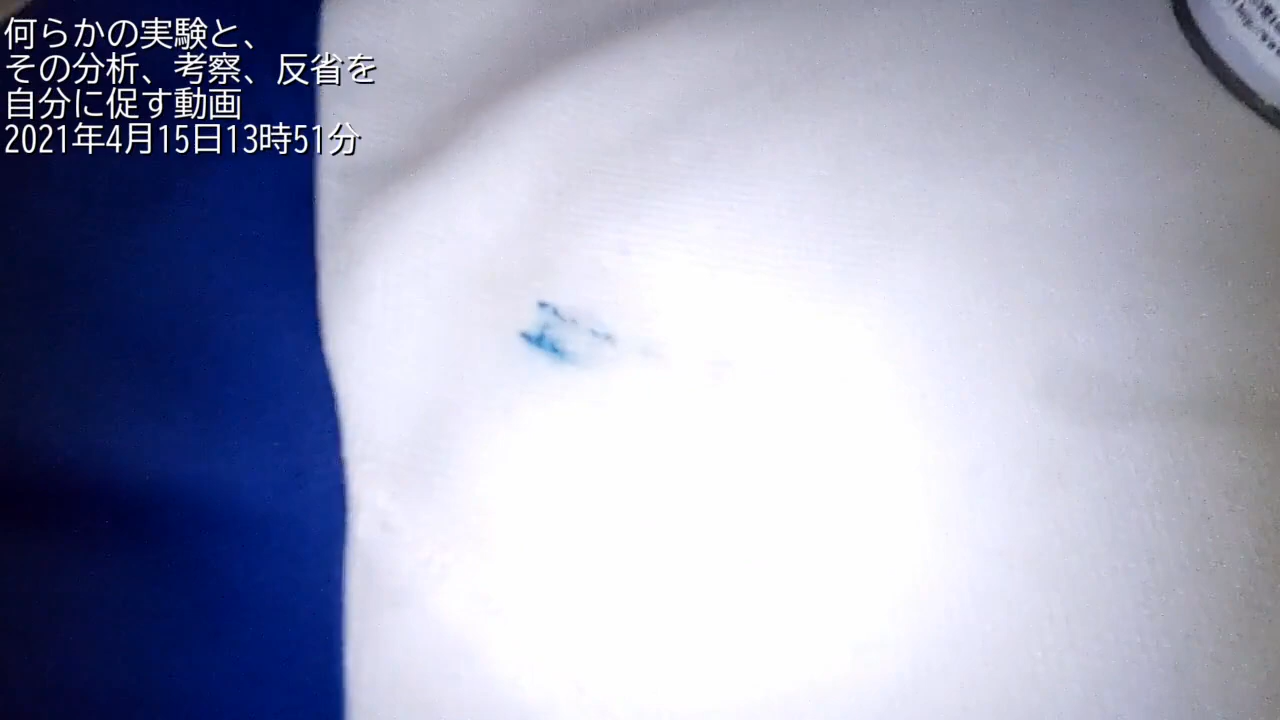 何らかの実験と、
その分析、考察、反省を
自分に促す動画
2021年4月15日13時51分